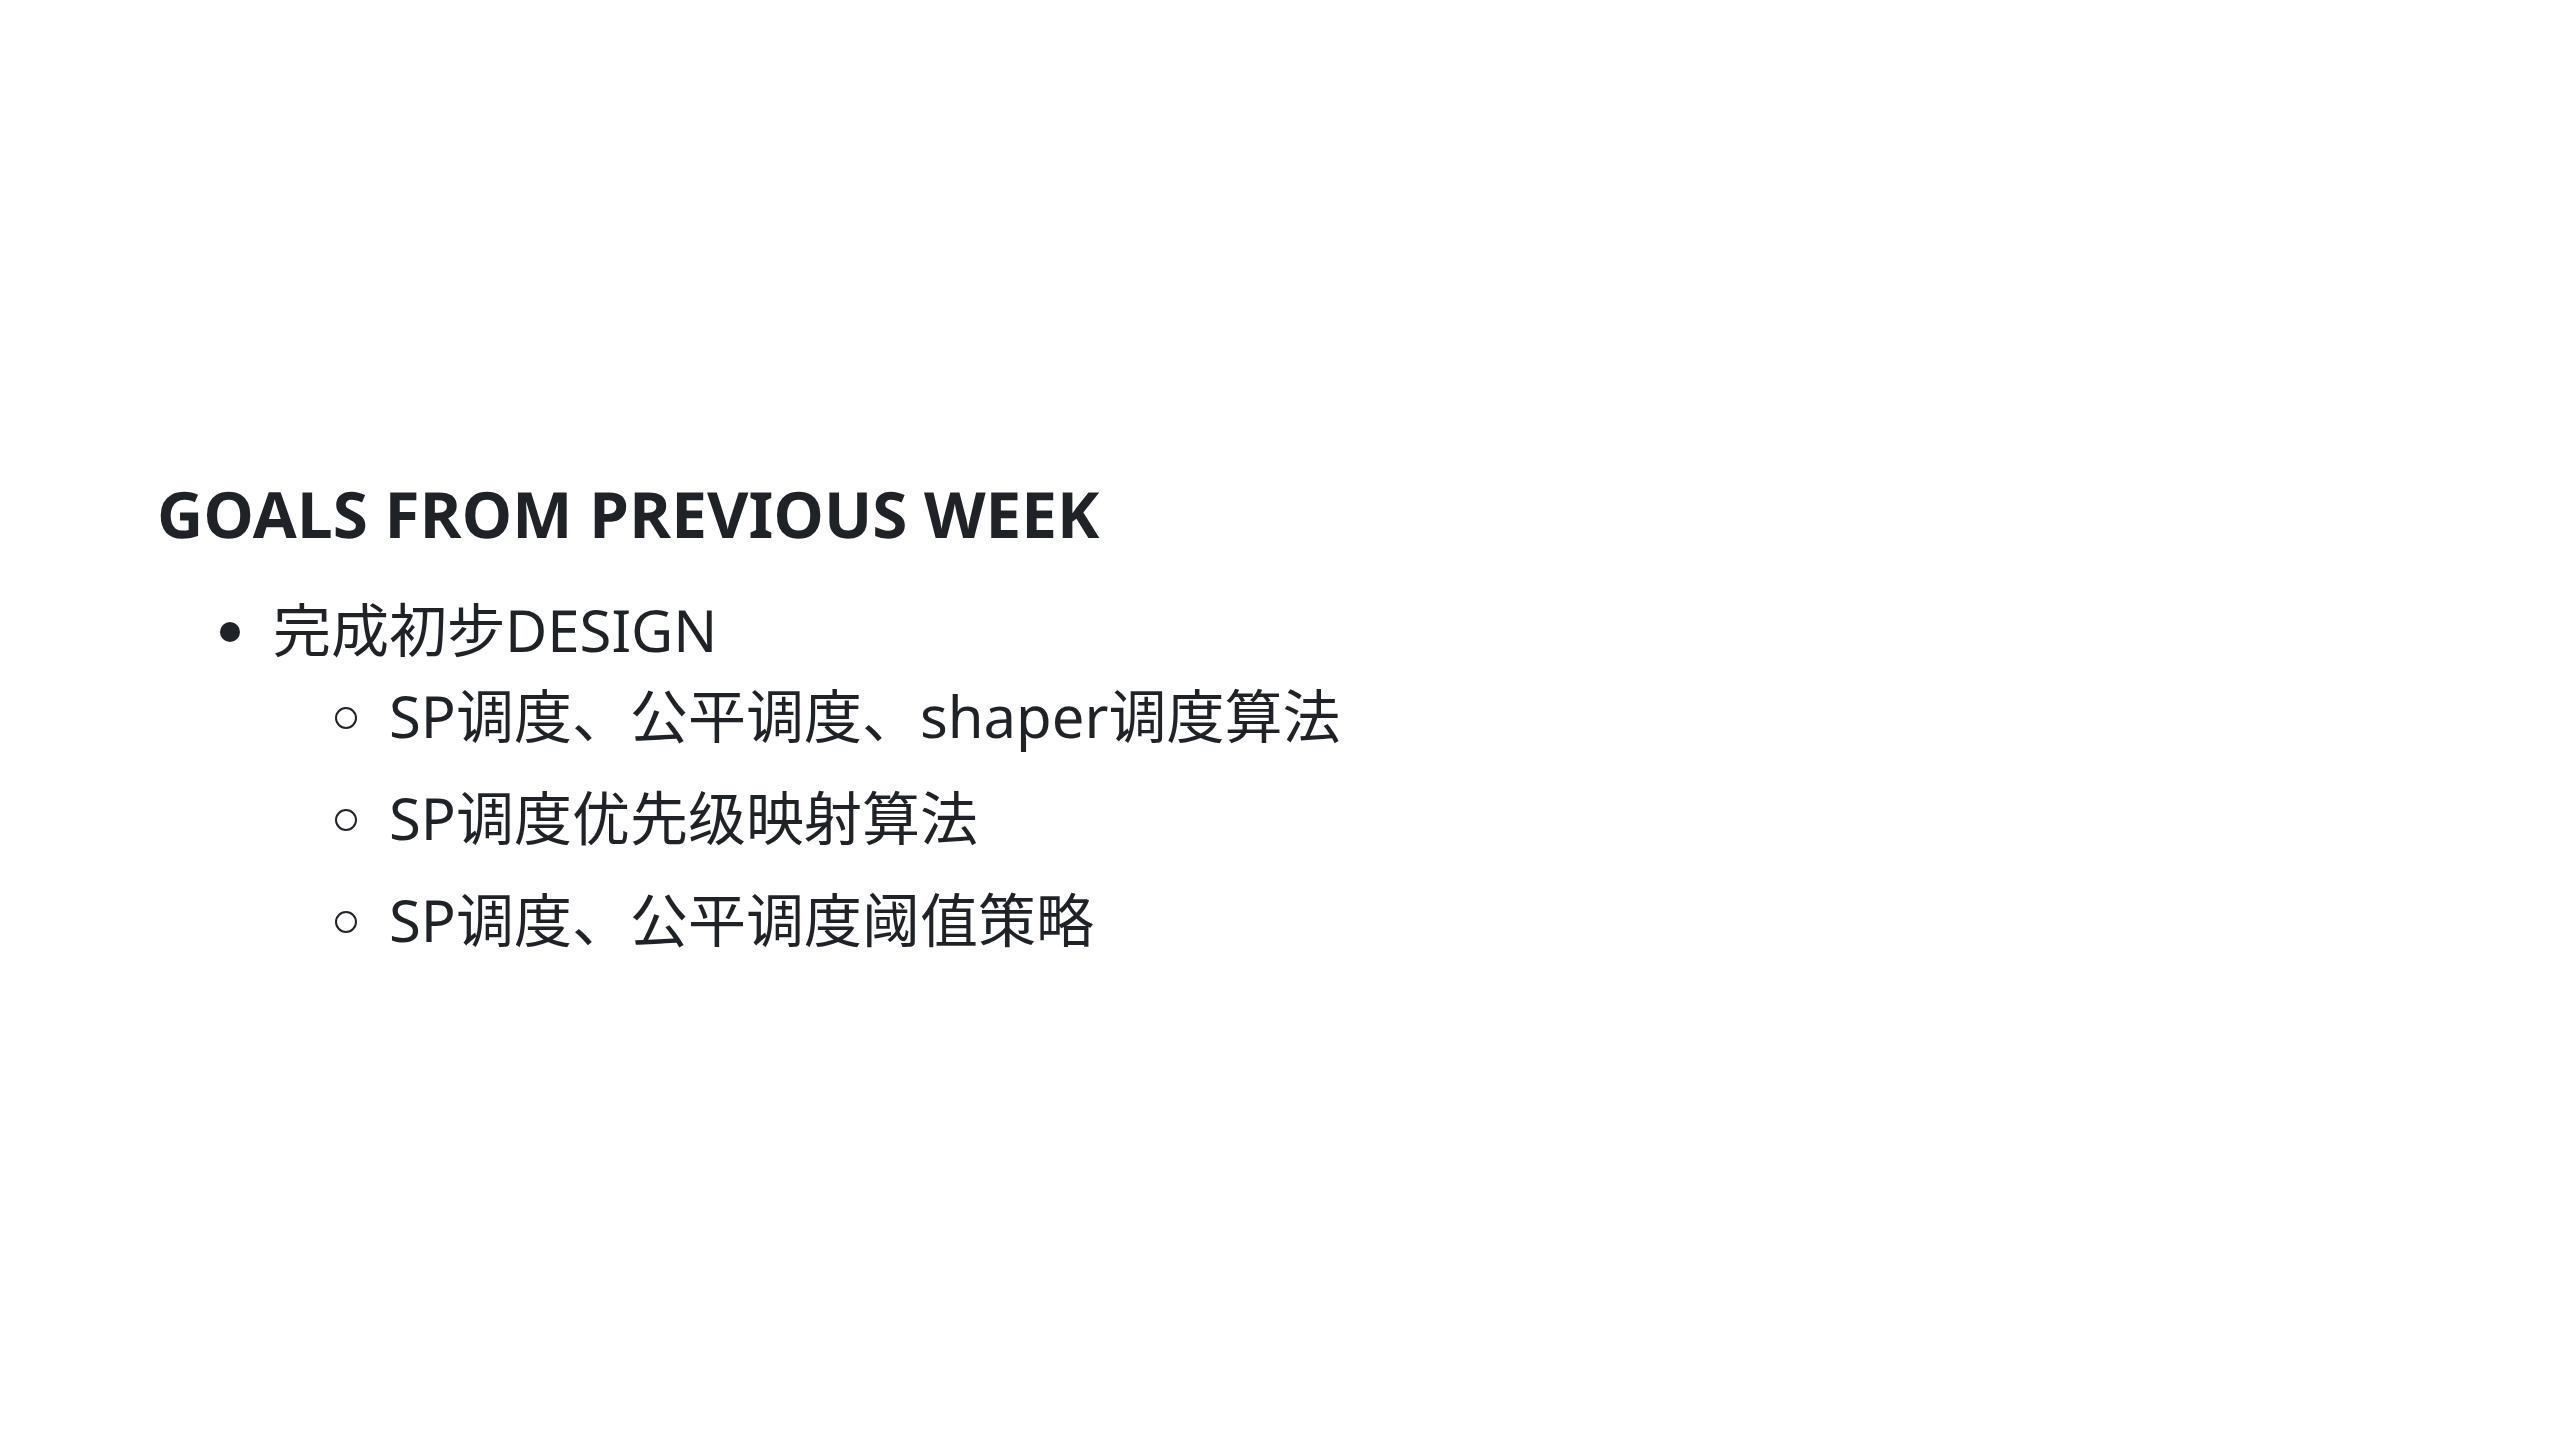 GOALS FROM PREVIOUS WEEK
完成初步DESIGN
SP调度、公平调度、shaper调度算法
SP调度优先级映射算法
SP调度、公平调度阈值策略